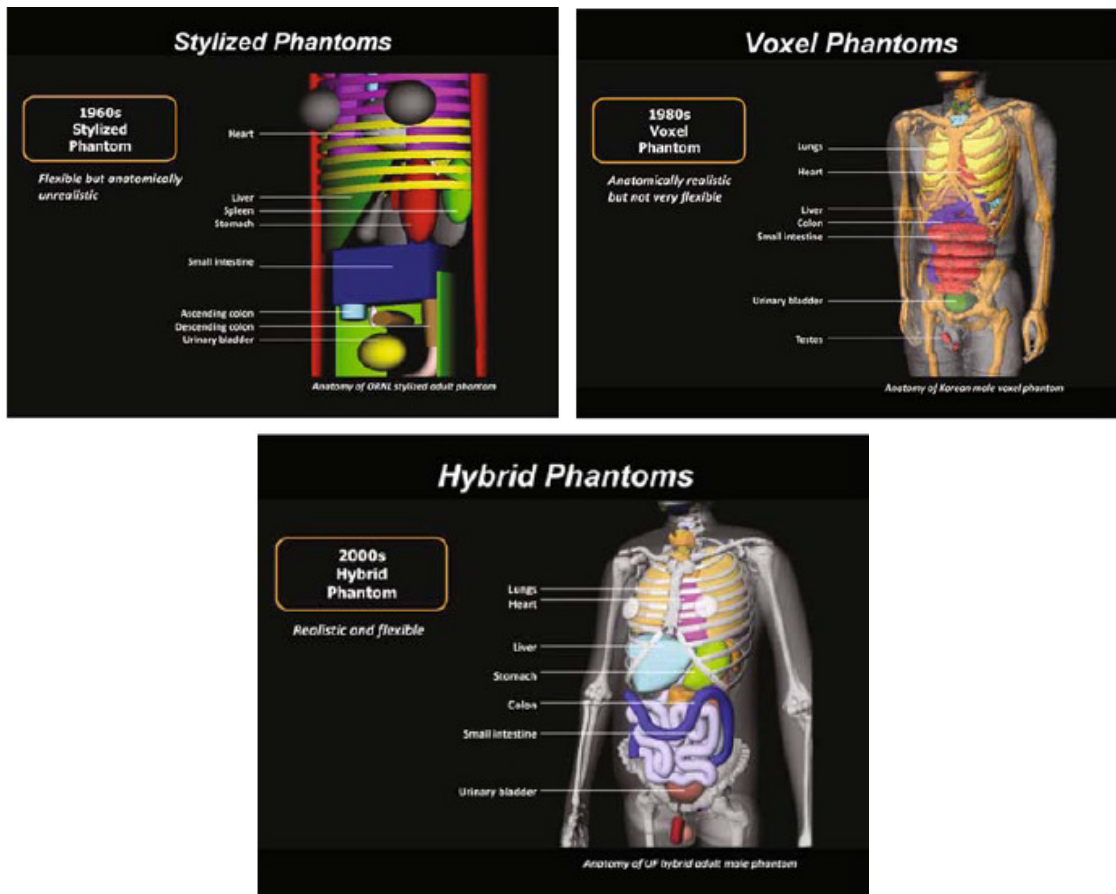 Stylized Phantoms
1960s
Stylized
Phantom
Flexible but anatomically
unrealistic
Heart
Liver
Spleen
Stomach
Small intestine
Ascending colon
Descending colon
Urinary bladder
Anatomy of ORNL stylized adult phantom
Voxel Phantoms
1980s
Voxel
Phantom
Anatomically realistic
but not very flexible
Lungs
Heart
Liver
Colon
Small intestine
Urinary bladder
Testes
Anatomy of Korean male voxel phantom
Hybrid Phantoms
2000s
Hybrid
Phantom
Realistic and flexible
Lungs
Heart
Liver
Stomach
Colon
Small intestine
Urinary bladder
Anatomy of UF hybrid adult male phantom